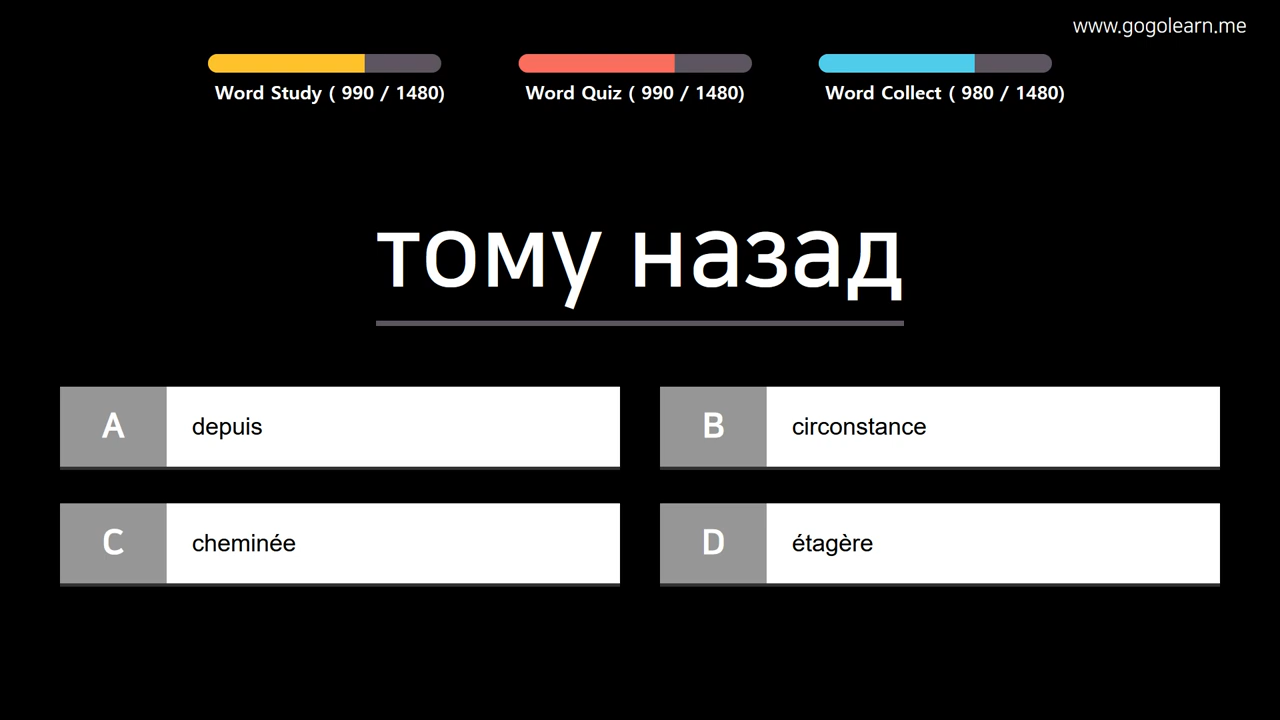 www.gogolearn.me
Word Study ( 990 / 1480)
Word Quiz ( 990 / 1480)
Word Collect ( 980 / 1480)
тому назад
A
depuis
B
circonstance
C
cheminée
D
étagère